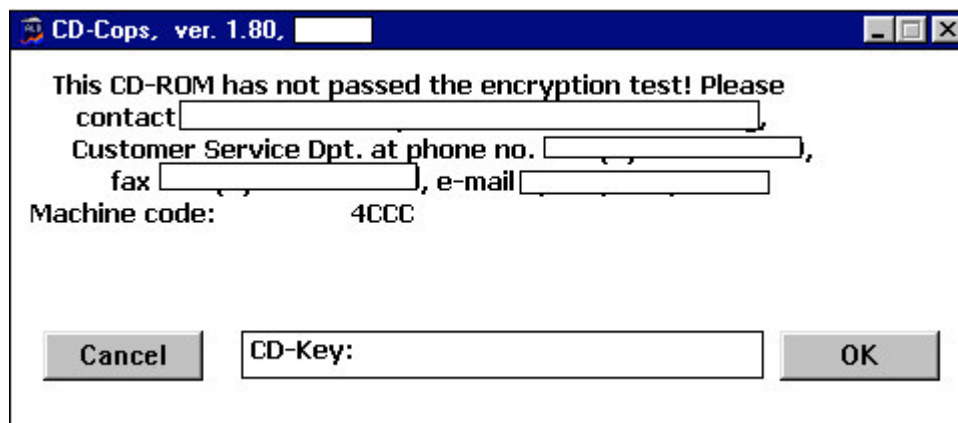 CD-Cops, ver. 1.80,
This CD-ROM has not passed the encryption test! Please
contact ,
Customer Service Dpt. at phone no. ,
fax , e-mail
Machine code: 4CCC
Cancel CD-Key: OK